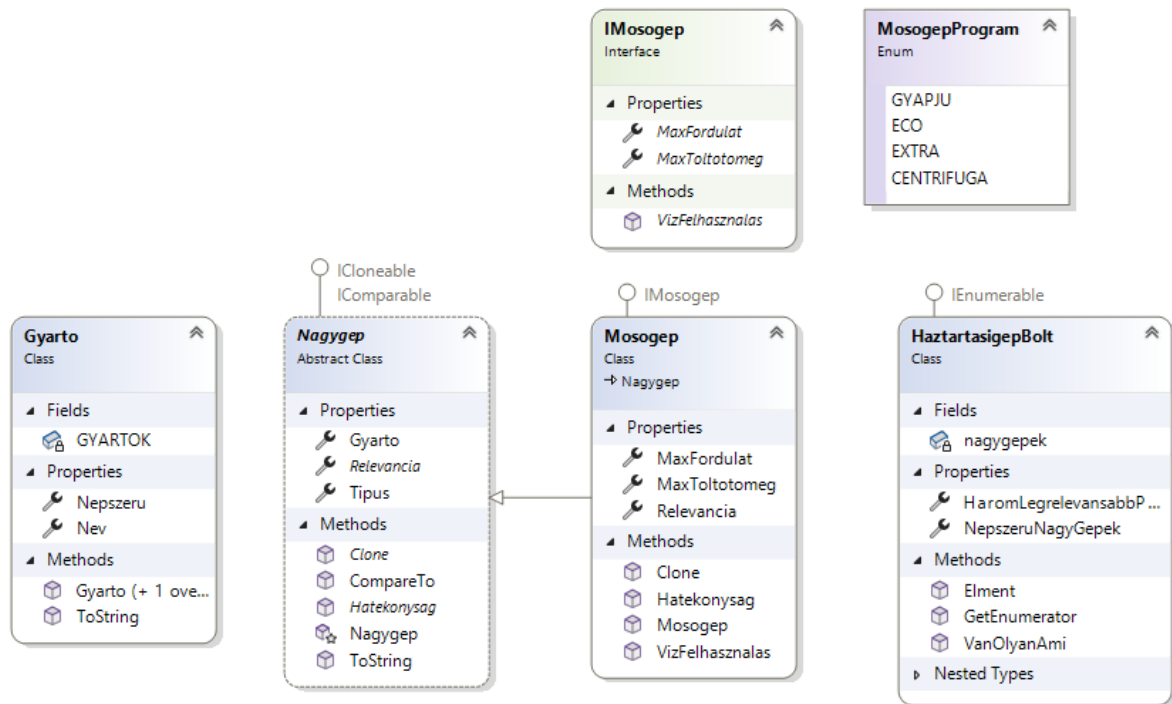 IMosogep
Interface
Properties
MaxFordulat
MaxToltotomeg
Methods
VizFelhasznalas
MosogepProgram
Enum
GYAPJU
ECO
EXTRA
CENTRIFUGA
Gyarto
Class
Fields
GYARTOK
Properties
Nepszeru
Nev
Methods
Gyarto (+ 1 ove...
ToString
ICloneable
IComparable
Nagygep
Abstract Class
Properties
Gyarto
Relevancia
Tipus
Methods
Clone
CompareTo
Hatekonysag
Nagygep
ToString
IMosogep
Mosogep
Class
Nagygep
Properties
MaxFordulat
MaxToltotomeg
Relevancia
Methods
Clone
Hatekonysag
Mosogep
VizFelhasznalas
IEnumerable
HaztartasigepBolt
Class
Fields
nagygepek
Properties
HaromLegrelevansabbP...
NepszeruNagyGepek
Methods
Elment
GetEnumerator
VanOlyanAmi
Nested Types